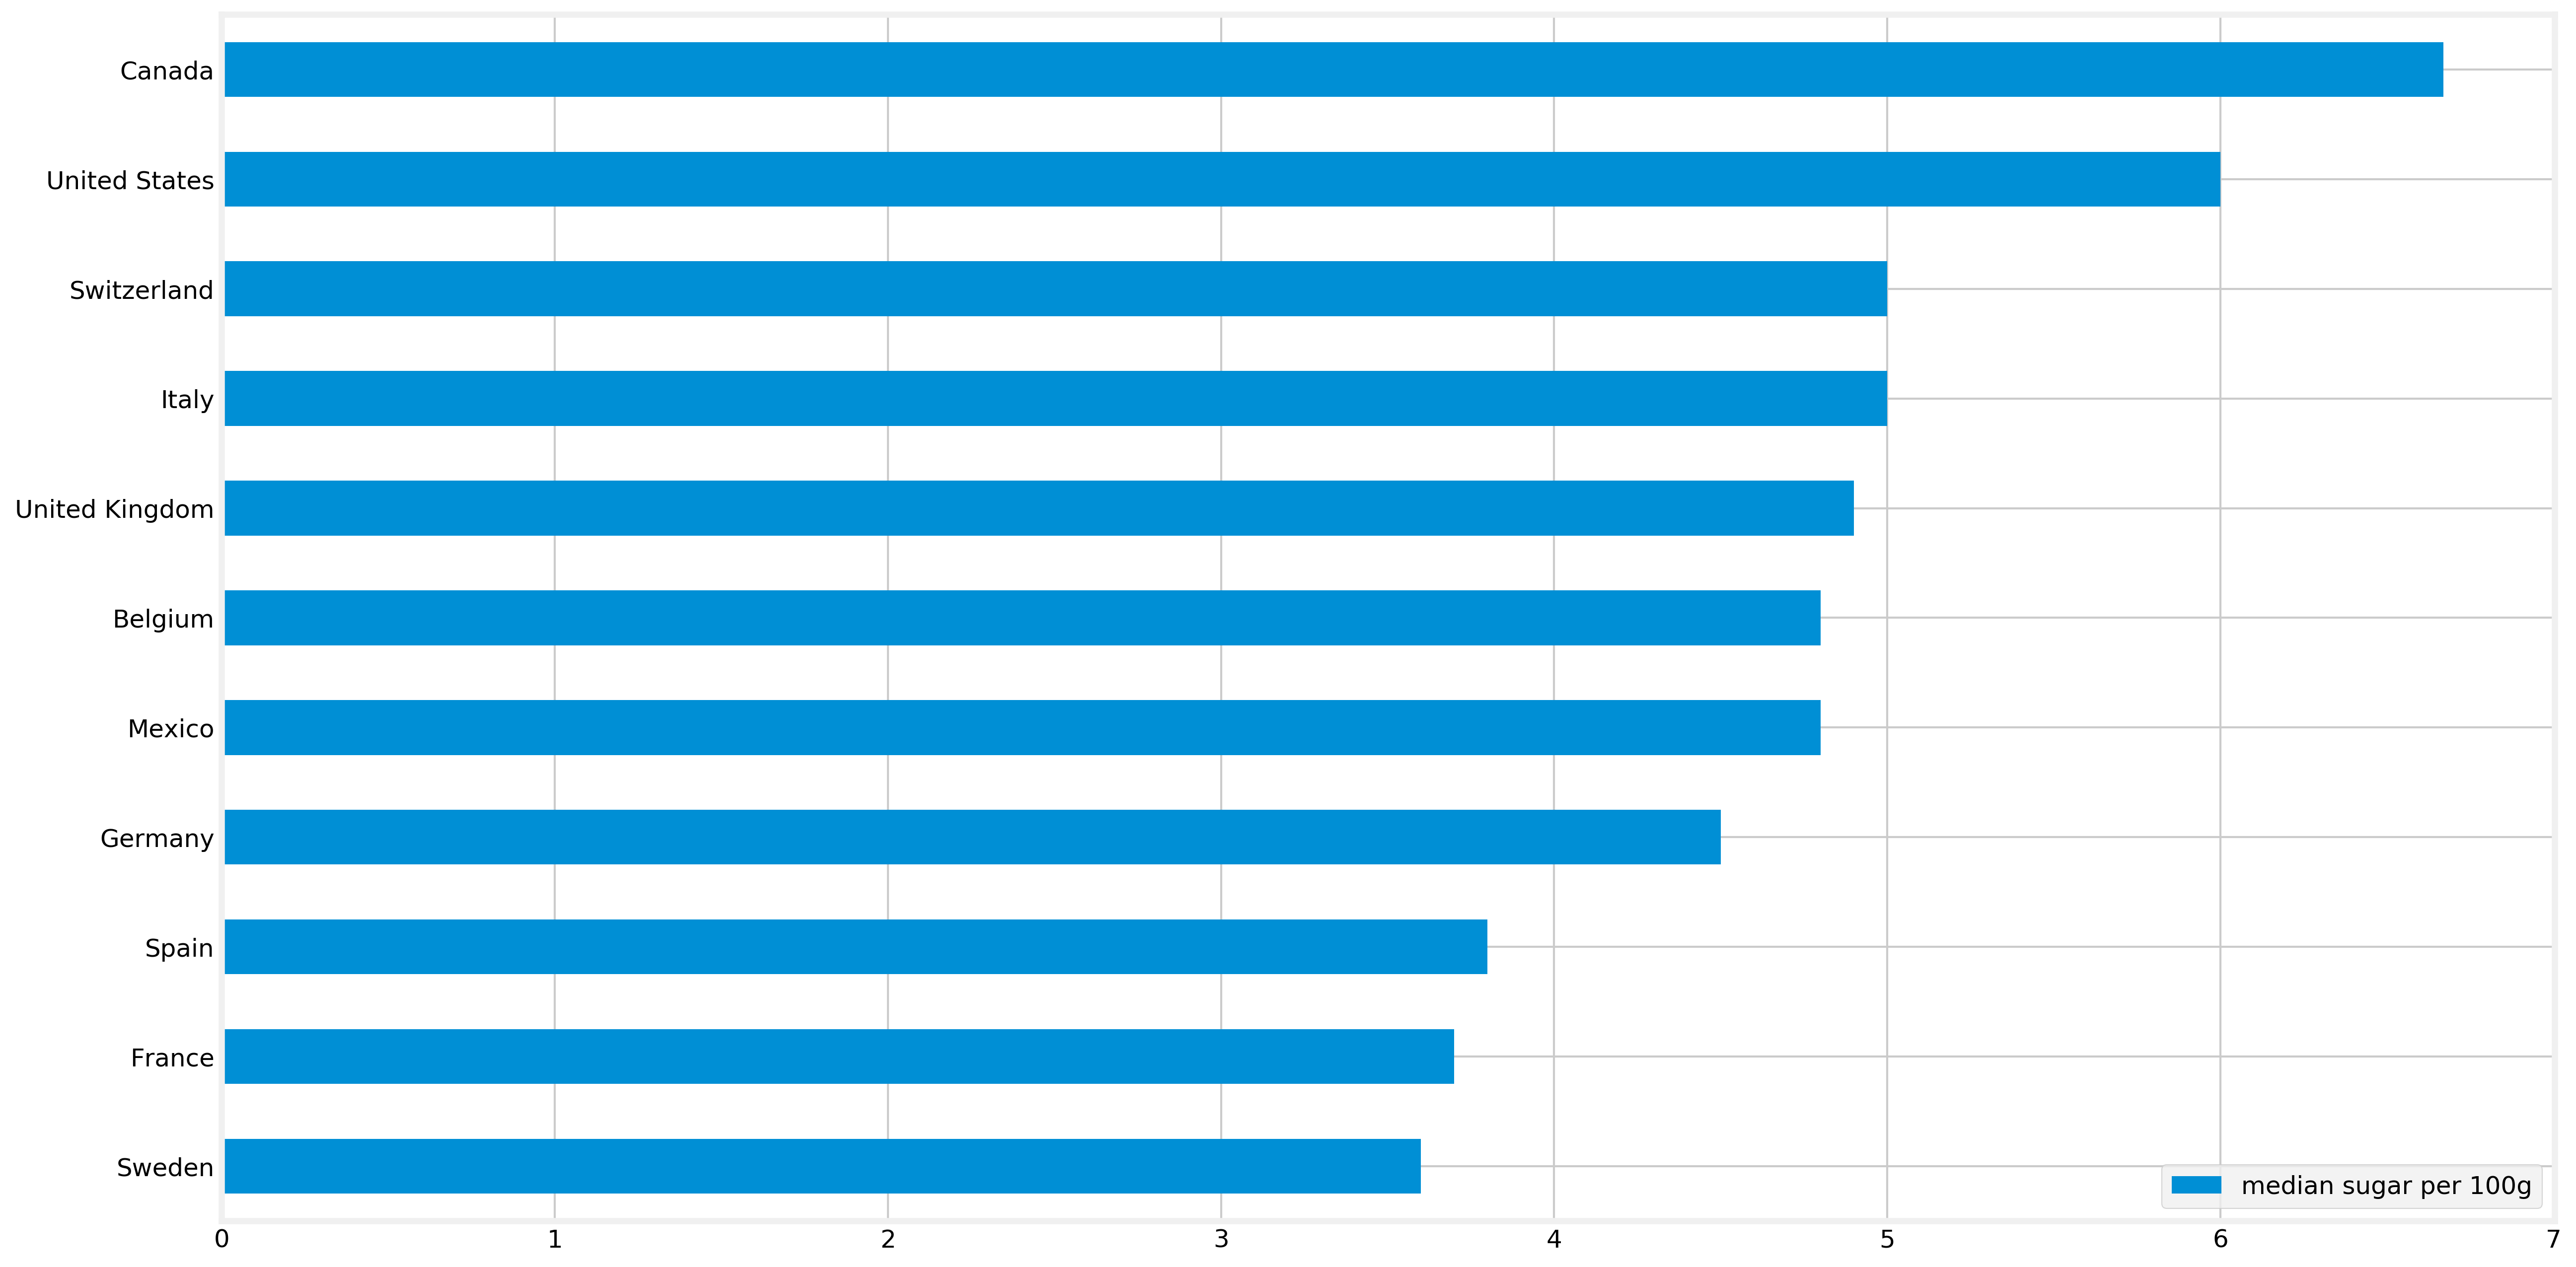 Canada
United States
Switzerland
Italy
United Kingdom
Belgium
Mexico
Germany
Spain
France
Sweden
median sugar per 100g
0 1 2 3 4 5 6 7